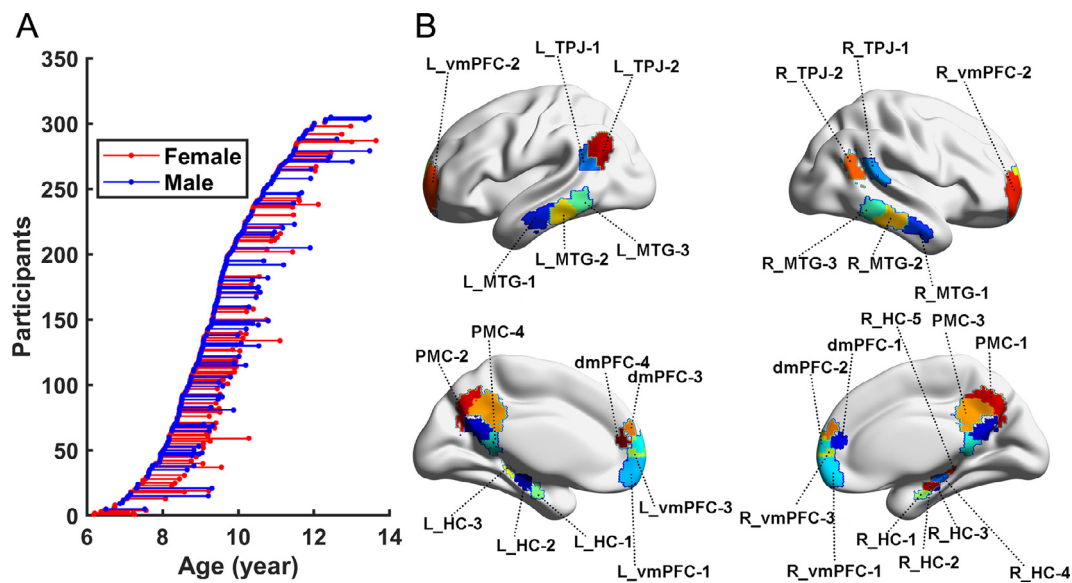 A
350
300
250
200
150
100
50
0
Participants
Female
Male
6
8
10
12
14
Age (year)
B
L_TPJ-1
L_vmPFC-2
L_TPJ-2
L_MTG-3
L_MTG-2
L_MTG-1
R_TPJ-1
R_TPJ-2
R_vmPFC-2
R_MTG-3
R_MTG-2
R_MTG-1
PMC-4
PMC-2
dmPFC-4
dmPFC-3
L_HC-3
L_HC-2
L_HC-1
L_vmPFC-3
L_vmPFC-1
R_HC-5
PMC-3
dmPFC-1
PMC-1
dmPFC-2
R_vmPFC-3
R_vmPFC-1
R_HC-1
R_HC-2
R_HC-3
R_HC-4